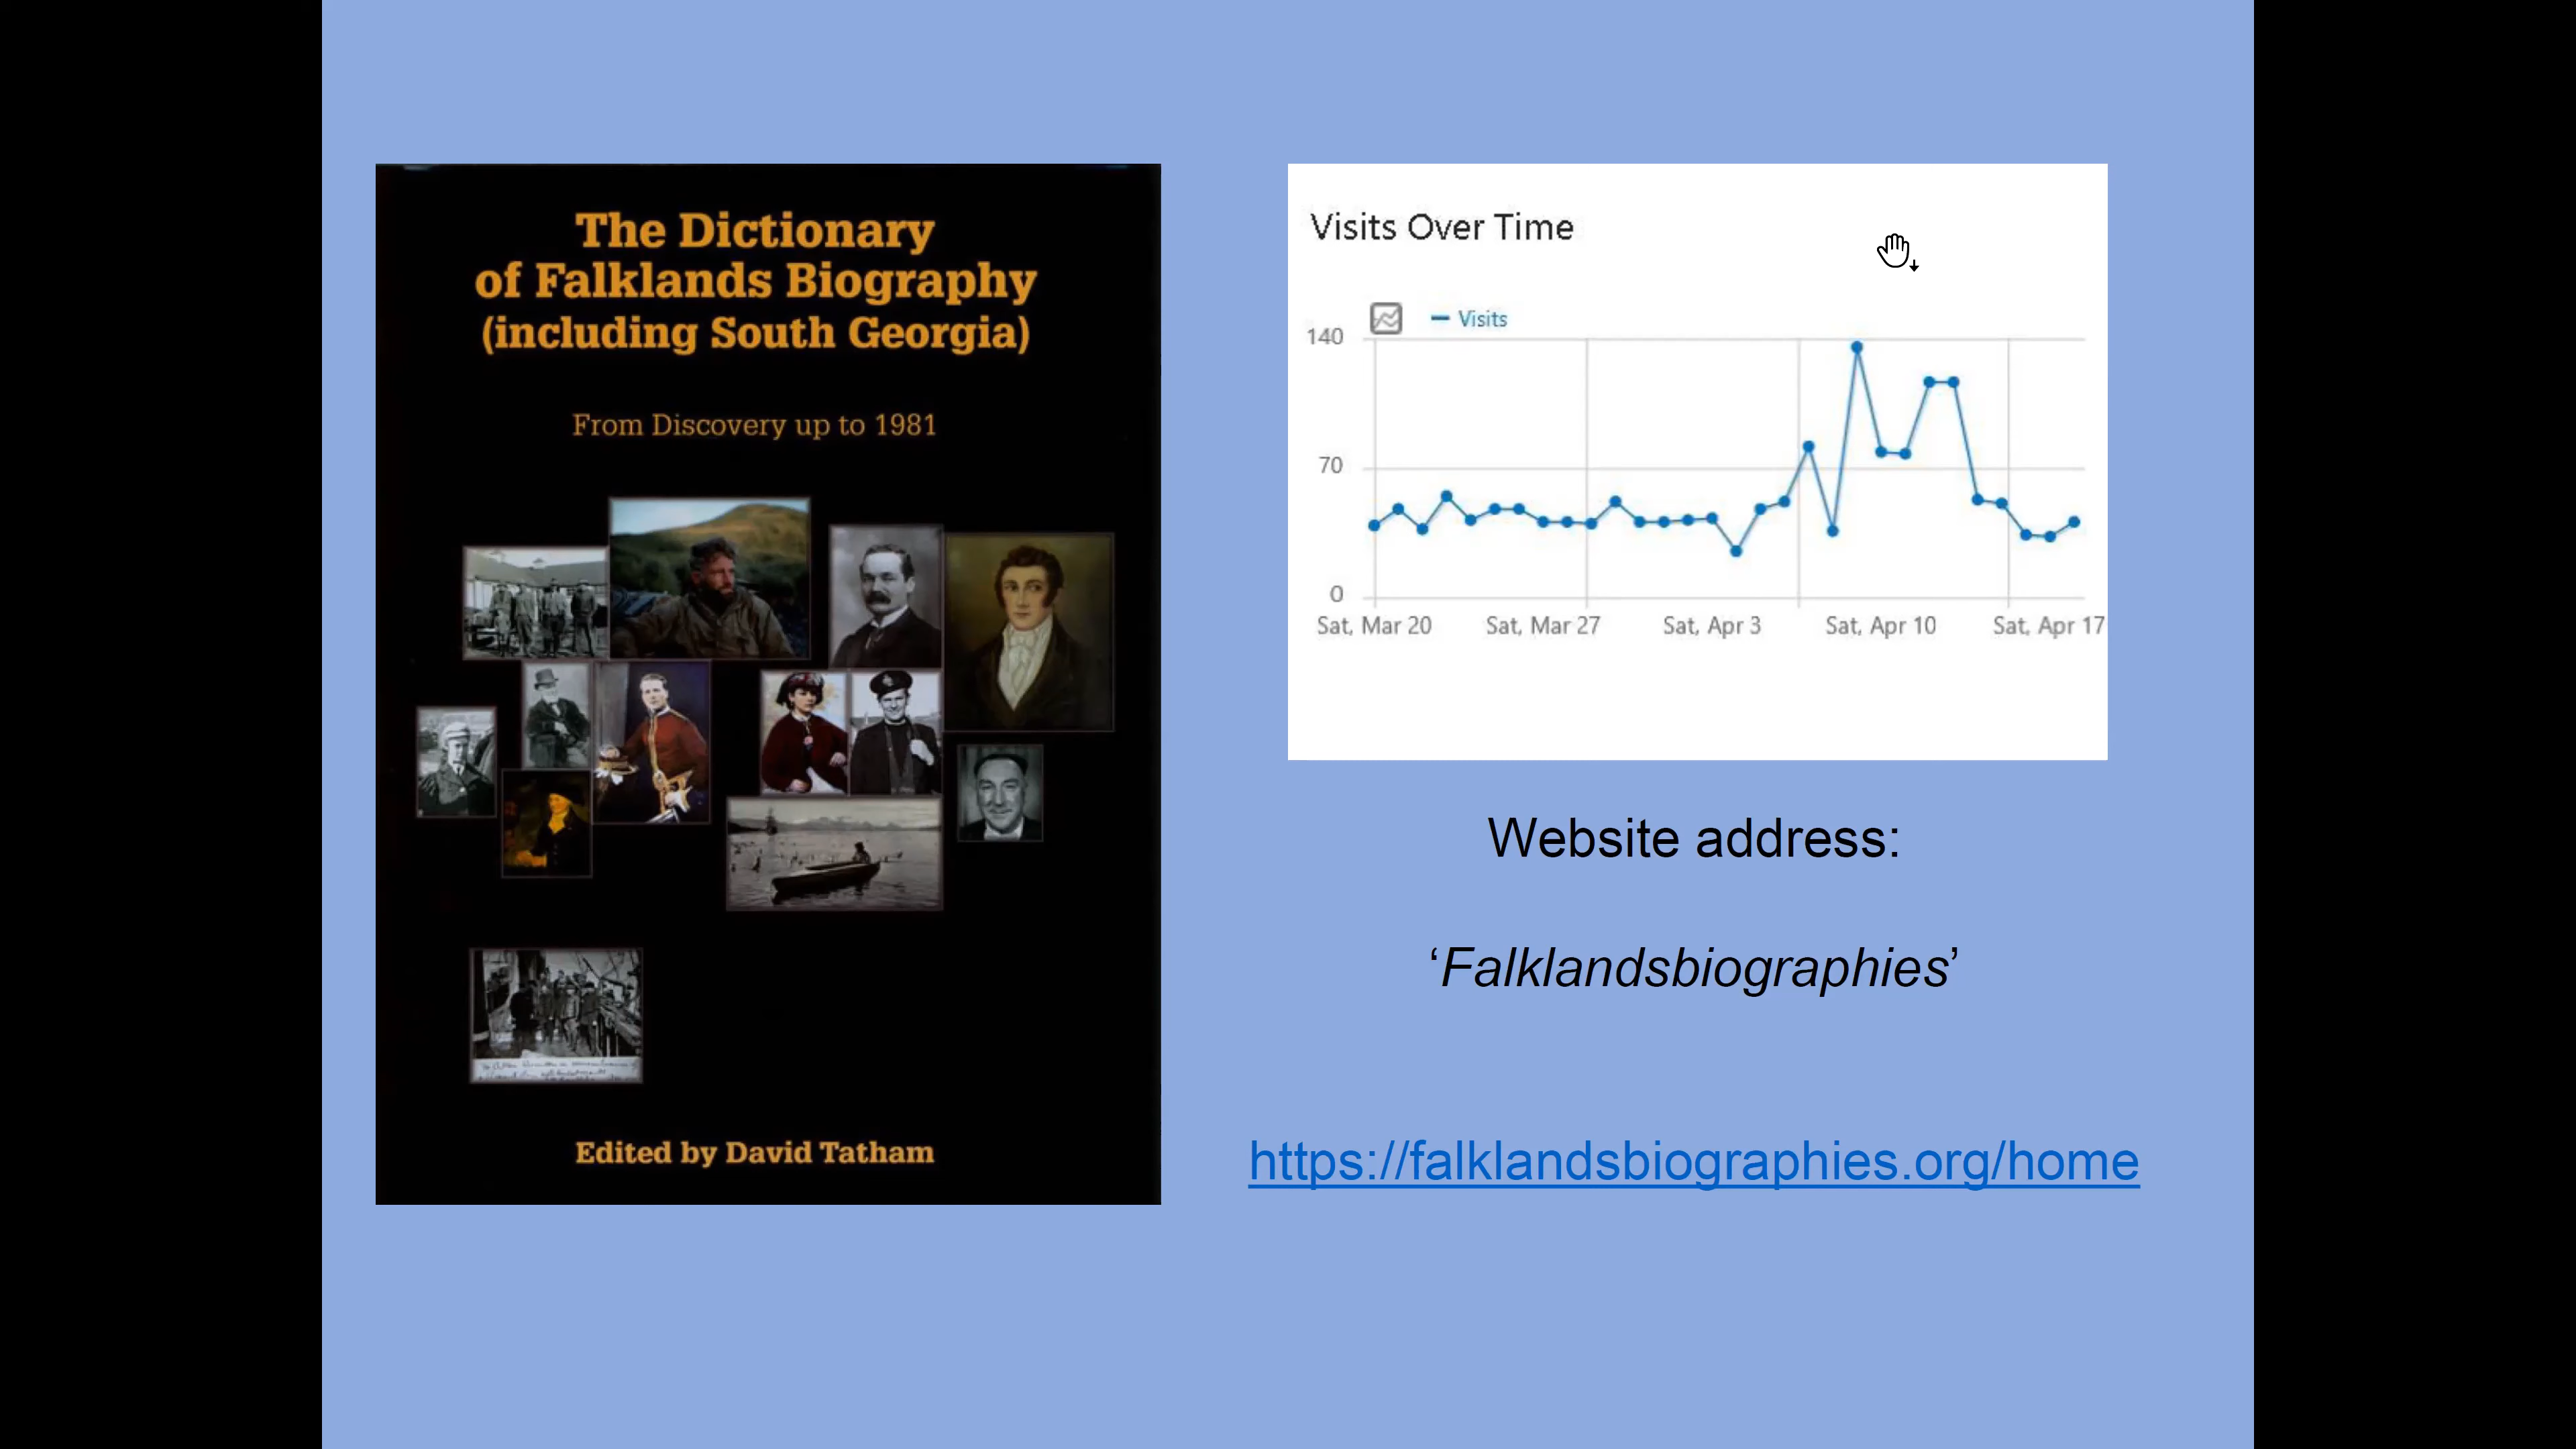 The Dictionary
of Falklands Biography
(including South Georgia)
From Discovery up to 1981
Edited by David Tatham
Visits Over Time
Visits
140
70
0
Sat, Mar 20
Sat, Mar 27
Sat, Apr 3
Sat, Apr 10
Sat, Apr 17
Website address:
‘Falklandsbiographies’
https://falklandsbiographies.org/home